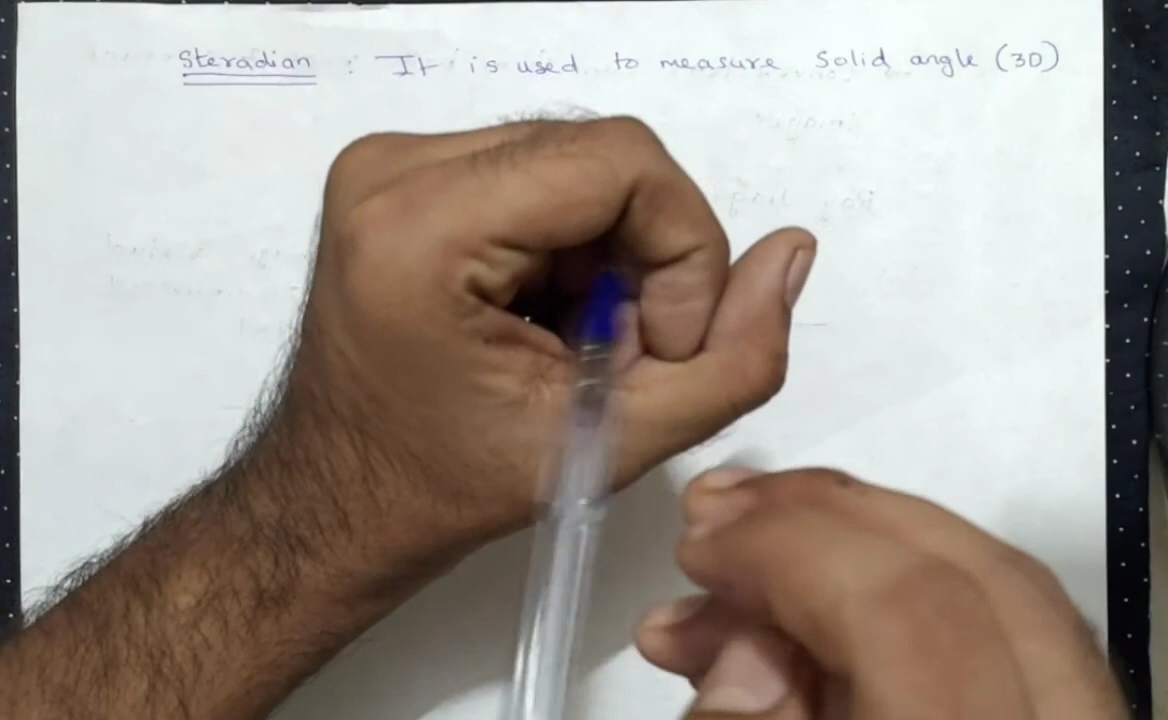 Steradian : It is used to measure Solid angle (3D)